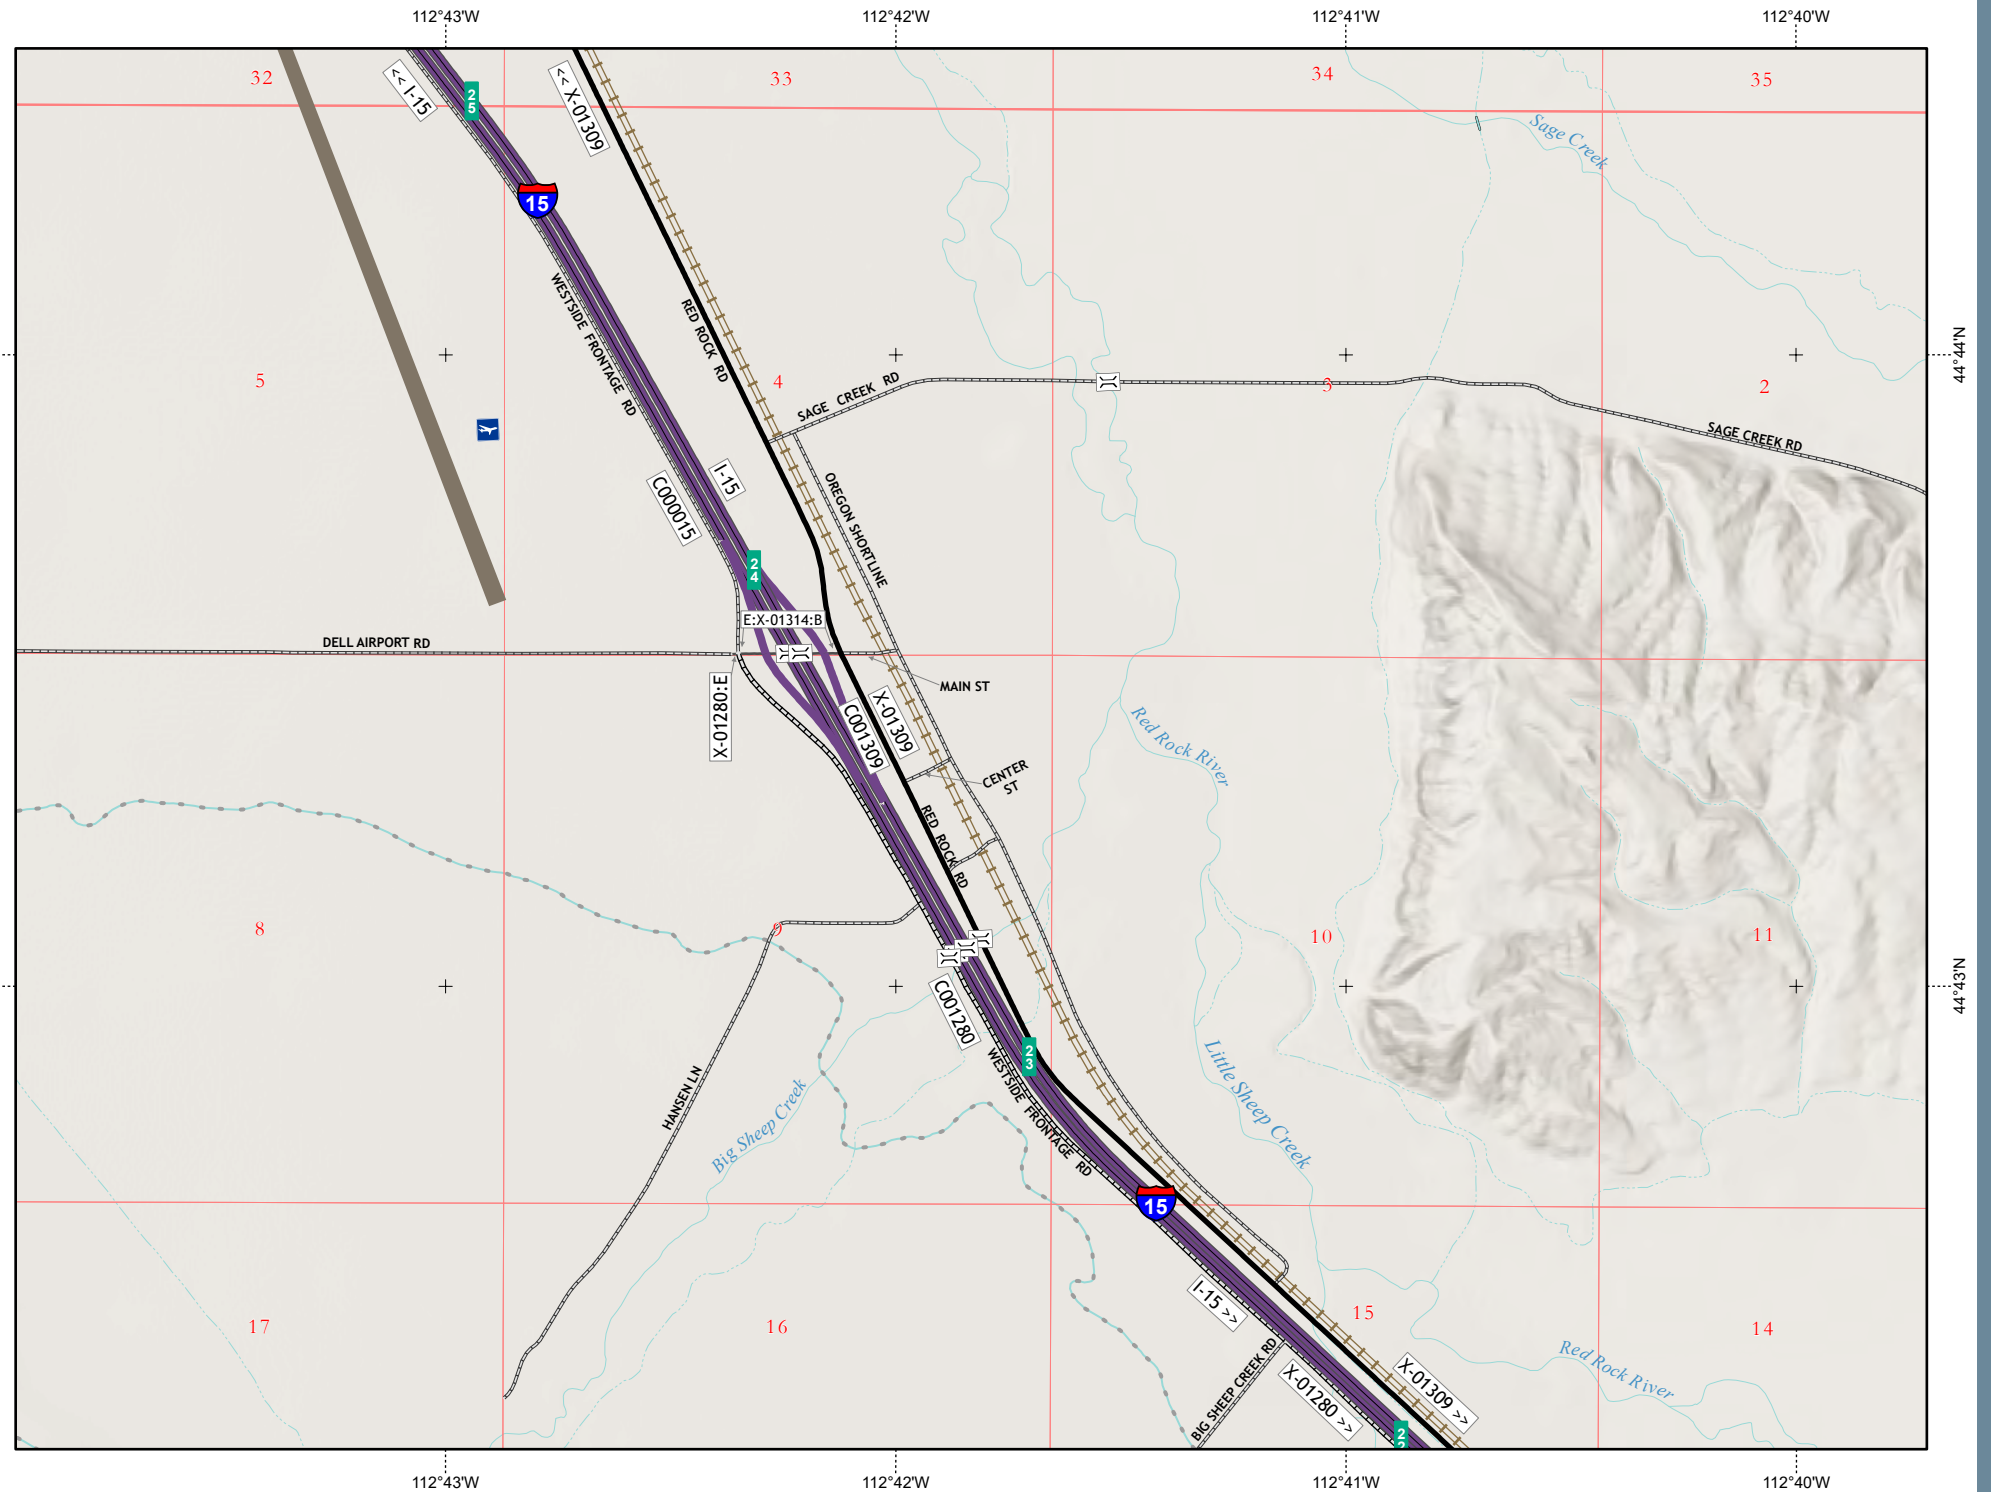 112°43'W
112°42'W
112°41'W
112°40'W
32
33
34
35
<< I-15
25
<< X-01309
Sage Creek
15
WESTSIDE FRONTAGE RD
RED ROCK RD
44°44'N
5
4
SAGE CREEK RD
3
2
SAGE CREEK RD
I-15
C000015
OREGON SHORTLINE
24
E:X-01314:B
DELL AIRPORT RD
MAIN ST
X-01280:E
X-01309
C001309
Red Rock River
CENTER
ST
RED ROCK RD
8
9
10
11
C001280
44°43'N
23
WESTSIDE FRONTAGE RD
HANSEN LN
Big Sheep Creek
Little Sheep Creek
15
I-15 >>
17
16
15
14
BIG SHEEP CREEK RD
X-01280 >>
X-01309 >>
Red Rock River
22
112°43'W
112°42'W
112°41'W
112°40'W